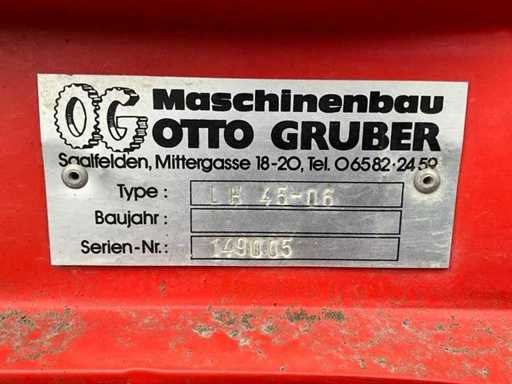 OG Maschinenbau
OTTO GRUBER
Saalfelden, Mittergasse 18-20, Tel. 06582·2459
Type : LH 45-06
Baujahr :
Serien-Nr.: 149005